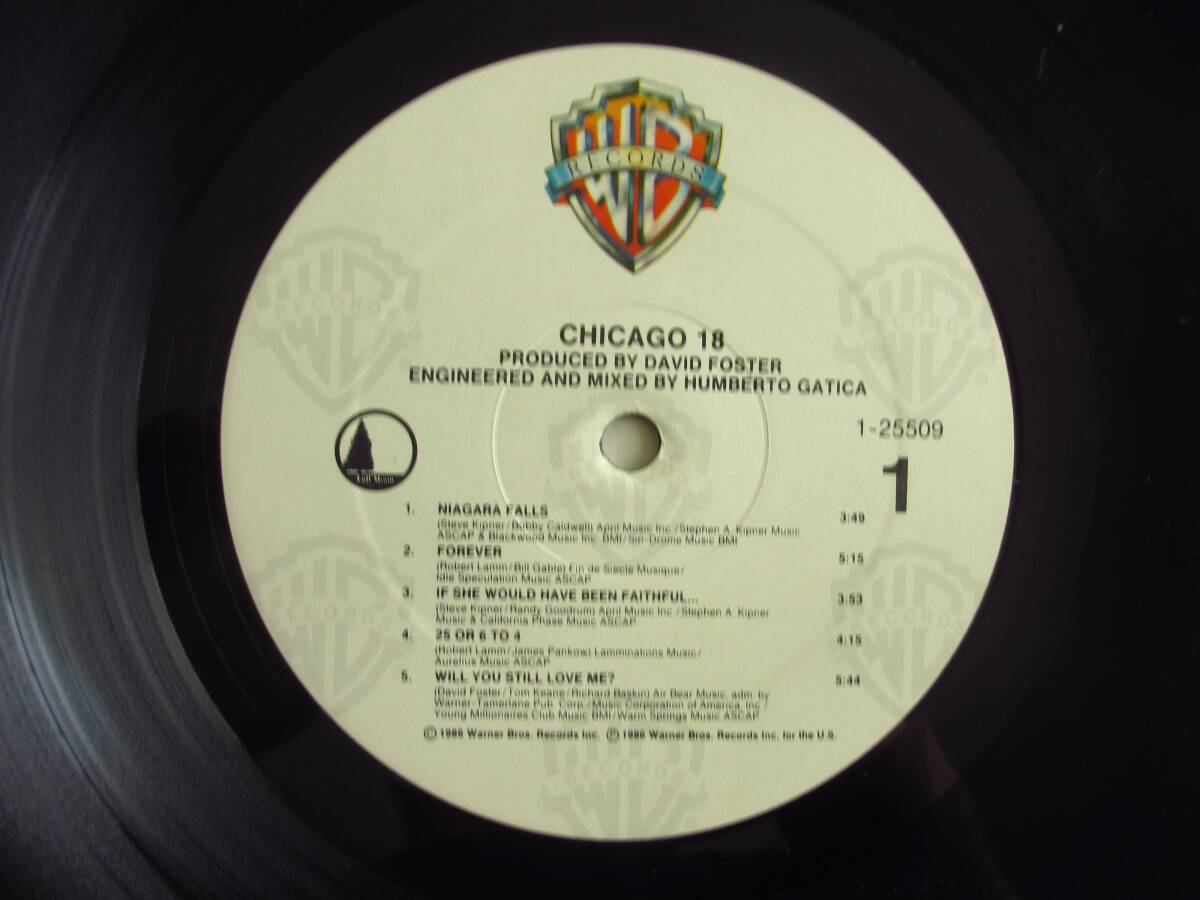 WB
RECORDS
CHICAGO 18
PRODUCED BY DAVID FOSTER
ENGINEERED AND MIXED BY HUMBERTO GATICA
1-25509
1
Full Moon
1. NIAGARA FALLS 3:49
(Steve Kipner/Bobby Caldwell) April Music Inc./Stephen A. Kipner Music
ASCAP & Blackwood Music Inc. BMI/Sin-Drome Music BMI
2. FOREVER 5:15
(Robert Lamm/Bill Gable) Fin de Siecle Musique/
Idle Speculation Music ASCAP
3. IF SHE WOULD HAVE BEEN FAITHFUL... 3:53
(Steve Kipner/Randy Goodrum) April Music Inc./Stephen A. Kipner
Music & California Phase Music ASCAP
4. 25 OR 6 TO 4 4:15
(Robert Lamm/James Pankow) Lamminations Music/
Aurelius Music ASCAP
5. WILL YOU STILL LOVE ME? 5:44
(David Foster/Tom Keane/Richard Baskin) Air Bear Music, adm. by
Warner-Tamerlane Pub. Corp./Music Corporation of America, Inc./
Young Millionaires Club Music BMI/Warm Springs Music ASCAP
© 1986 Warner Bros. Records Inc. ℗ 1986 Warner Bros. Records Inc. for the U.S.